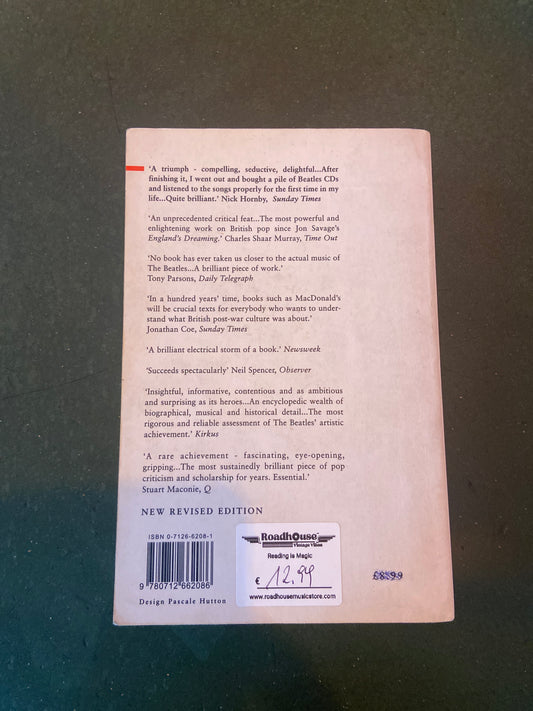 ‘A triumph - compelling, seductive, delightful...After
finishing it, I went out and bought a pile of Beatles CDs
and listened to the songs properly for the first time in my
life...Quite brilliant.’ Nick Hornby, Sunday Times
‘An unprecedented critical feat...The most powerful and
enlightening work on British pop since Jon Savage’s
England’s Dreaming.’ Charles Shaar Murray, Time Out
‘No book has ever taken us closer to the actual music of
The Beatles...A brilliant piece of work.’
Tony Parsons, Daily Telegraph
‘In a hundred years’ time, books such as MacDonald’s
will be crucial texts for everybody who wants to under-
stand what British post-war culture was about.’
Jonathan Coe, Sunday Times
‘A brilliant electrical storm of a book.’ Newsweek
‘Succeeds spectacularly’ Neil Spencer, Observer
‘Insightful, informative, contentious and as ambitious
and surprising as its heroes...An encyclopedic wealth of
biographical, musical and historical detail...The most
rigorous and reliable assessment of The Beatles’ artistic
achievement.’ Kirkus
‘A rare achievement - fascinating, eye-opening,
gripping...The most sustainedly brilliant piece of pop
criticism and scholarship for years. Essential.’
Stuart Maconie, Q
NEW REVISED EDITION
ISBN 0-7126-6208-1
9 780712 662086
Design Pascale Hutton
Roadhouse
Vintage Vibes
Reading is Magic
€ 12,99
www.roadhousemusicstore.com